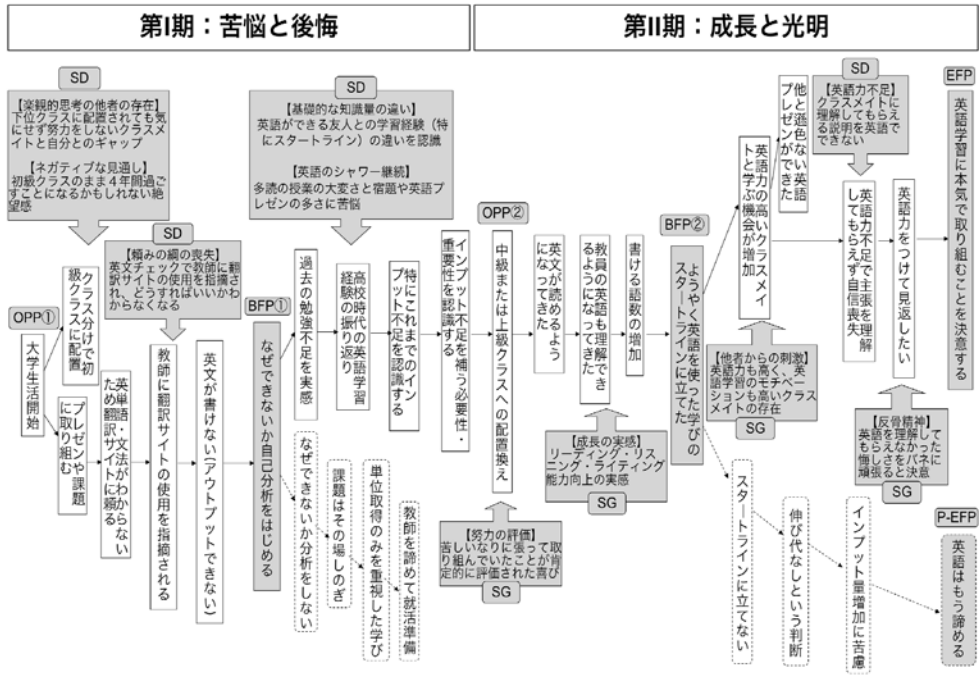 第I期：苦悩と後悔
第II期：成長と光明
SD
【楽観的思考の他者の存在】
下位クラスに配置されても気
にせず努力をしないクラスメ
イトと自分とのギャップ
【ネガティブな見通し】
初級クラスのまま４年間過ご
すことになるかもしれない絶
望感
SD
【頼みの綱の喪失】
英文チェックで教師に翻
訳サイトの使用を指摘さ
れ、どうすればいいかわ
からなくなる
OPP①
大学生活開始
クラス分けで初
級クラスに配置
プレゼンや課題
に取り組む
英単語・文法がわからない
ため翻訳サイトに頼る
教師に翻訳サイトの使用を指摘される
英文が書けない(アウトプットできない)
BFP①
なぜできないか自己分析をはじめる
SD
【基礎的な知識量の違い】
英語ができる友人との学習経験（特
にスタートライン）の違いを認識
【英語のシャワー継続】
多読の授業の大変さと宿題や英語
プレゼンの多さに苦悩
過去の勉強不足を実感
高校時代の英語学習
経験の振り返り
特にこれまでのイン
プット不足を認識する
インプット不足を補う必要性・
重要性を認識する
なぜできないか分析をしない
課題はその場しのぎ
単位取得のみを重視した学び
教師を諦めて就活準備
OPP②
中級または上級クラスへの配置換え
【努力の評価】
苦しいなりに張って取
り組んでいたことが肯
定的に評価された喜び
SG
英文が読めるよう
になってきた
教員の英語も理解でき
るようになってきた
書ける語数の増加
【成長の実感】
リーディング・リス
ニング・ライティング
能力向上の実感
SG
BFP②
ようやく英語を使った学びの
スタートラインに立てた
英語力の高いクラスメイ
トと学ぶ機会が増加
他と遜色ない英語
プレゼンができた
【他者からの刺激】
英語力も高く、英
語学習のモチベー
ションも高いクラス
メイトの存在
SG
SD
【英語力不足】
クラスメイトに
理解してもらえ
る説明を英語で
できない
英語力不足で主張を理解
してもらえず自信喪失
英語力をつけて見返したい
【反骨精神】
英語を理解して
もらえなかった
悔しさをバネに
頑張ると決意
SG
EFP
英語学習に本気で取り組むことを決意する
スタートラインに立てない
伸び代なしという判断
インプット量増加に苦慮
P-EFP
英語はもう諦める